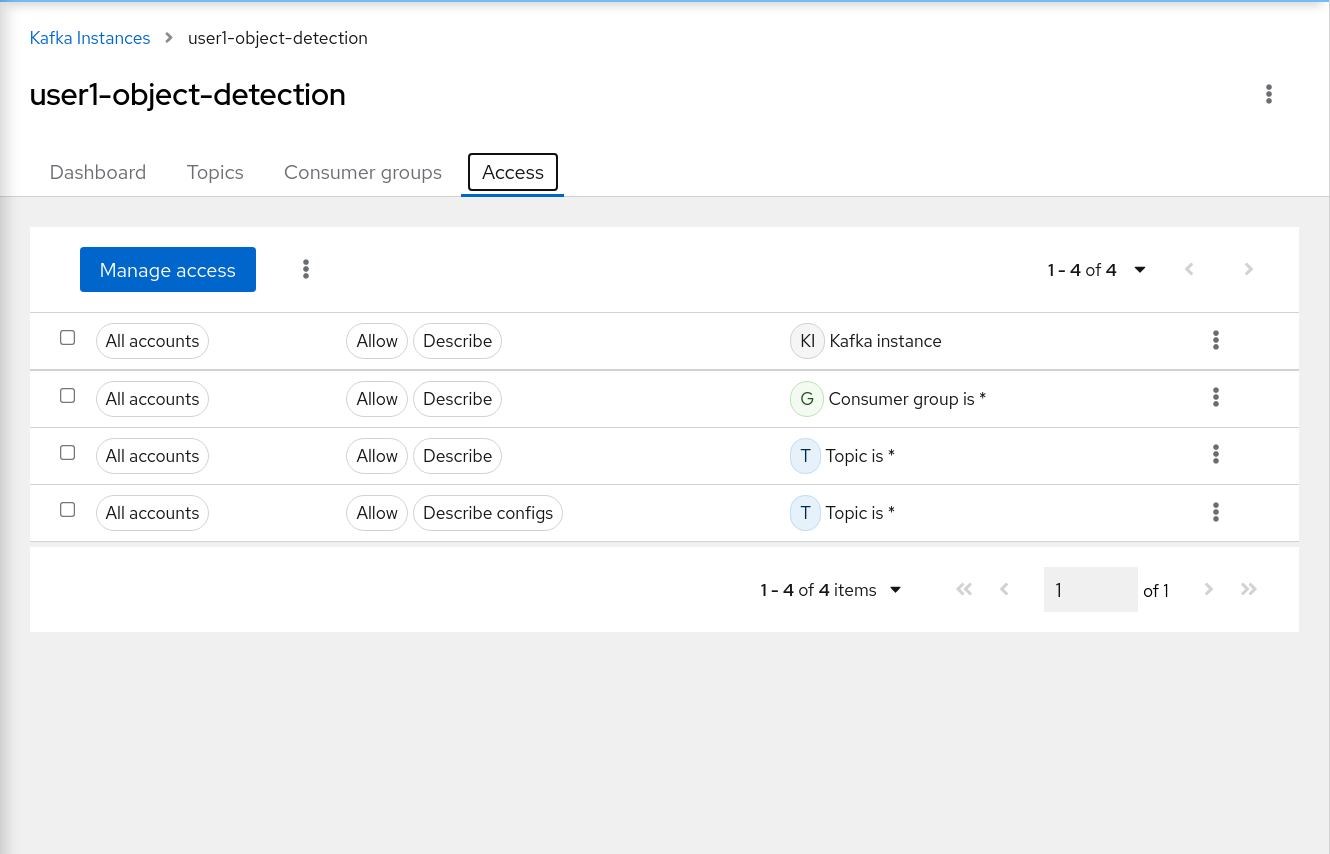 Kafka Instances user1-object-detection
user1-object-detection
Dashboard Topics Consumer groups Access
Manage access 1 - 4 of 4
All accounts Allow Describe KI Kafka instance
All accounts Allow Describe G Consumer group is *
All accounts Allow Describe T Topic is *
All accounts Allow Describe configs T Topic is *
1 - 4 of 4 items 1 of 1